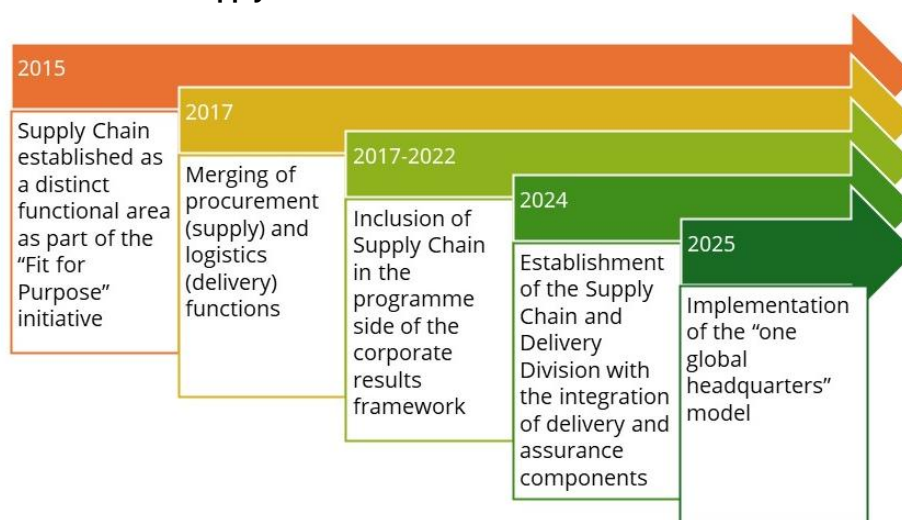 2015
Supply Chain
established as
a distinct
functional area
as part of the
“Fit for
Purpose”
initiative
2017
Merging of
procurement
(supply) and
logistics
(delivery)
functions
2017-2022
Inclusion of
Supply Chain
in the
programme
side of the
corporate
results
framework
2024
Establishment
of the Supply
Chain and
Delivery
Division with
the integration
of delivery and
assurance
components
2025
Implementation
of the “one
global
headquarters”
model